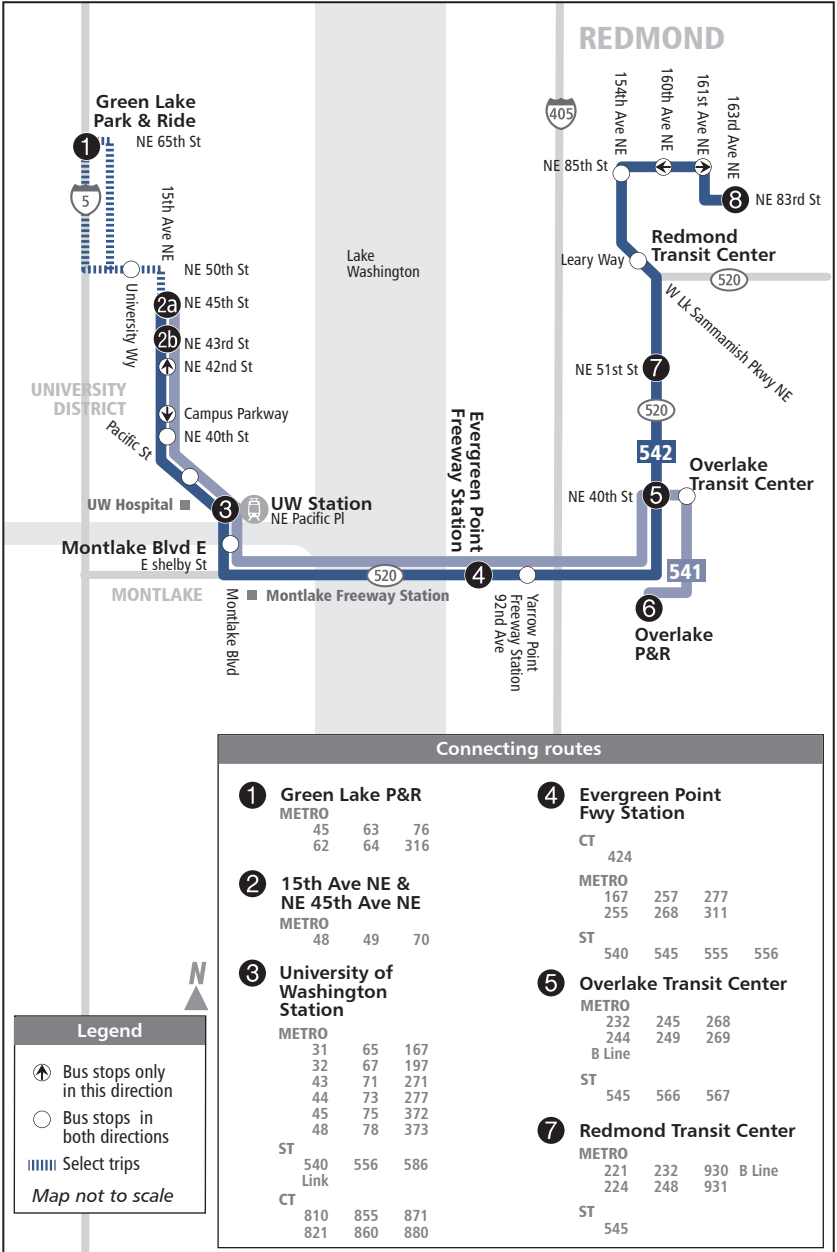 REDMOND
Green Lake
Park & Ride
1
NE 65th St
5
15th Ave NE
NE 50th St
University Wy
2a
NE 45th St
2b
NE 43rd St
NE 42nd St
UNIVERSITY
DISTRICT
Campus Parkway
NE 40th St
Pacific St
UW Hospital
3
UW Station
NE Pacific Pl
Montlake Blvd E
E shelby St
MONTLAKE
Montlake Blvd
Montlake Freeway Station
520
Lake
Washington
Evergreen Point
Freeway Station
4
Yarrow Point
Freeway Station
92nd Ave
405
154th Ave NE
160th Ave NE
161st Ave NE
163rd Ave NE
NE 85th St
8
NE 83rd St
Redmond
Transit Center
Leary Way
520
W Lk Sammamish Pkwy NE
NE 51st St
7
520
542
Overlake
Transit Center
NE 40th St
5
541
6
Overlake
P&R
Connecting routes
1 Green Lake P&R
METRO
45 63 76
62 64 316
2 15th Ave NE &
NE 45th Ave NE
METRO
48 49 70
3 University of
Washington
Station
METRO
31 65 167
32 67 197
43 71 271
44 73 277
45 75 372
48 78 373
ST
540 556 586
Link
CT
810 855 871
821 860 880
4 Evergreen Point
Fwy Station
CT
424
METRO
167 257 277
255 268 311
ST
540 545 555 556
5 Overlake Transit Center
METRO
232 245 268
244 249 269
B Line
ST
545 566 567
7 Redmond Transit Center
METRO
221 232 930 B Line
224 248 931
ST
545
N
Legend
Bus stops only
in this direction
Bus stops in
both directions
Select trips
Map not to scale